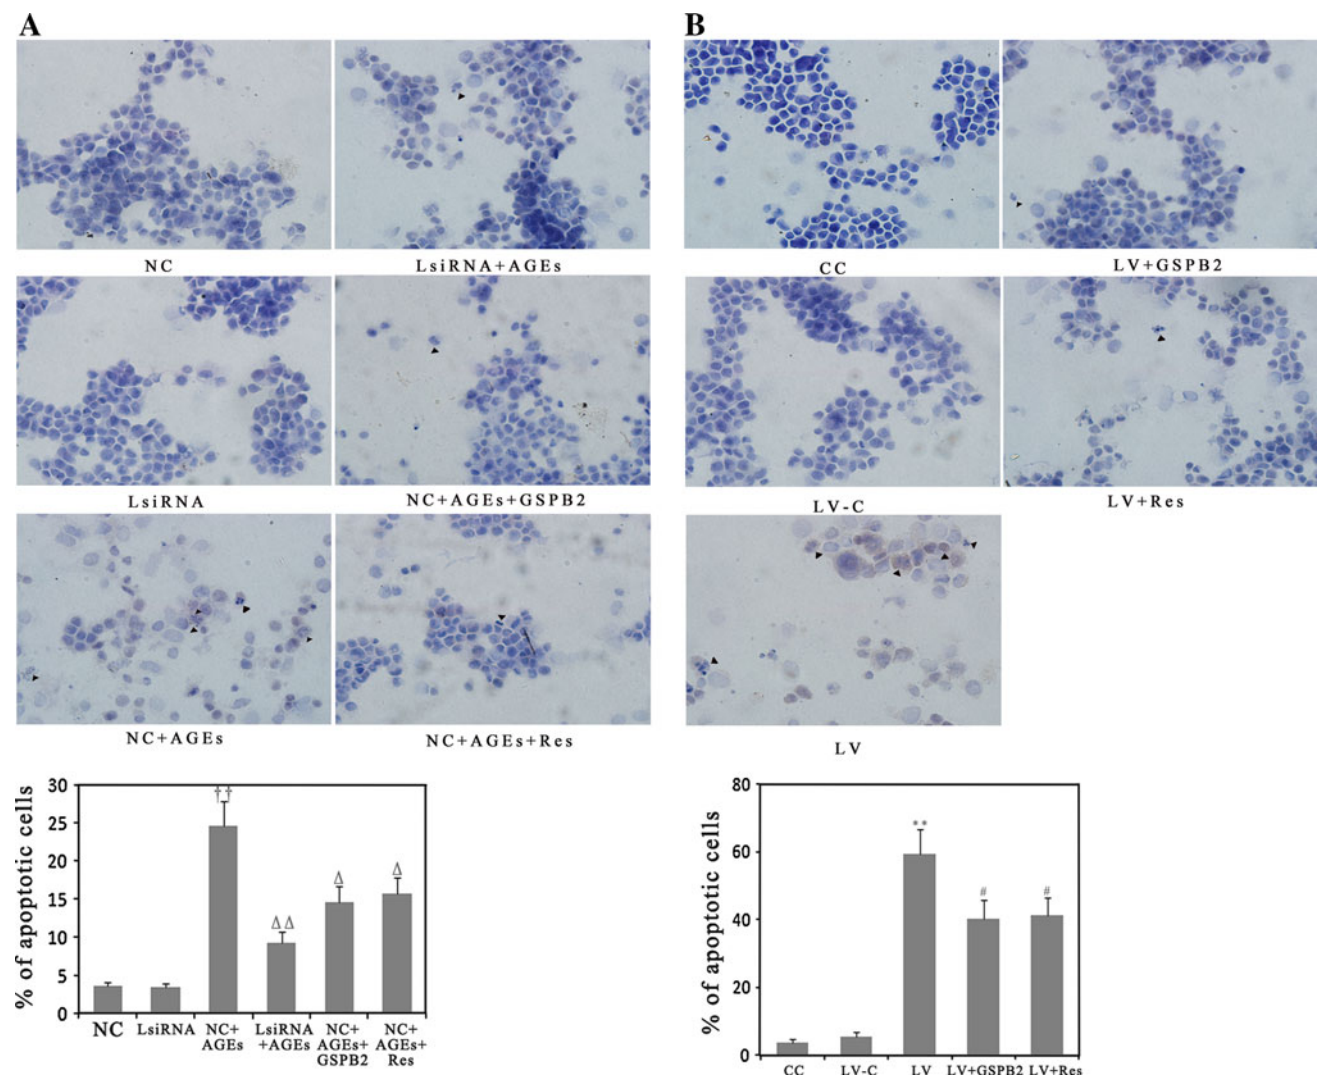 A
B
NC
LsiRNA+AGEs
CC
LV+GSPB2
LsiRNA
NC+AGEs+GSPB2
LV-C
LV+Res
NC+AGEs
NC+AGEs+Res
LV
% of apoptotic cells
30
25
20
15
10
5
0
††
ΔΔ
Δ
Δ
NC
LsiRNA
NC+
AGEs
LsiRNA
+AGEs
NC+
AGEs+
GSPB2
NC+
AGEs+
Res
% of apoptotic cells
80
60
40
20
0
**
#
#
CC
LV-C
LV
LV+GSPB2
LV+Res